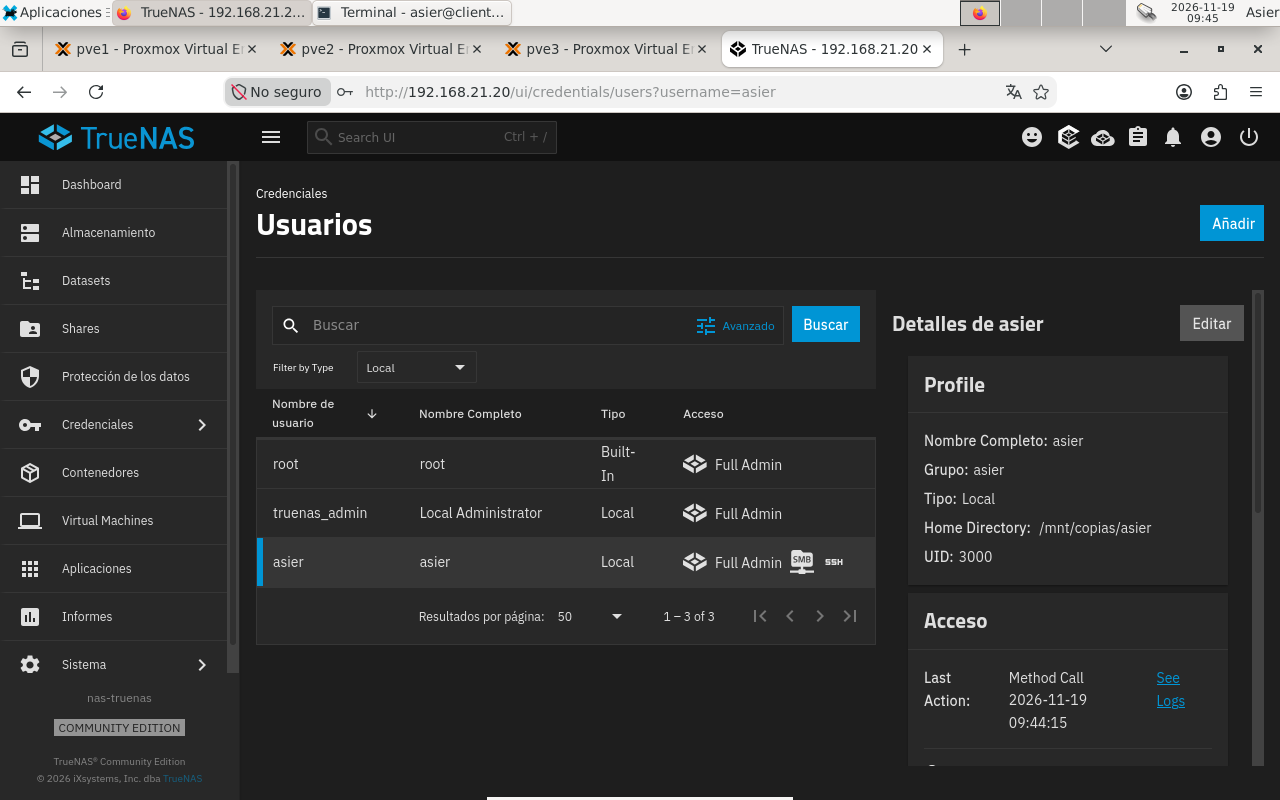 Aplicaciones
TrueNAS - 192.168.21.2...
Terminal - asier@client...
2026-11-19
09:45
Asier
pve1 - Proxmox Virtual E
pve2 - Proxmox Virtual E
pve3 - Proxmox Virtual E
TrueNAS - 192.168.21.20
No seguro
http://192.168.21.20/ui/credentials/users?username=asier
TrueNAS
Search UI
Ctrl + /
Dashboard
Almacenamiento
Datasets
Shares
Protección de los datos
Credenciales
Contenedores
Virtual Machines
Aplicaciones
Informes
Sistema
nas-truenas
COMMUNITY EDITION
TrueNAS® Community Edition
© 2026 iXsystems, Inc. dba TrueNAS
Credenciales
Usuarios
Añadir
Buscar
Avanzado
Buscar
Filter by Type
Local
Nombre de usuario
Nombre Completo
Tipo
Acceso
root root Built-In Full Admin
truenas_admin Local Administrator Local Full Admin
asier asier Local Full Admin SMB SSH
Resultados por página: 50 1 – 3 of 3
Detalles de asier
Editar
Profile
Nombre Completo: asier
Grupo: asier
Tipo: Local
Home Directory: /mnt/copias/asier
UID: 3000
Acceso
Last Action:
Method Call
2026-11-19
09:44:15
See Logs